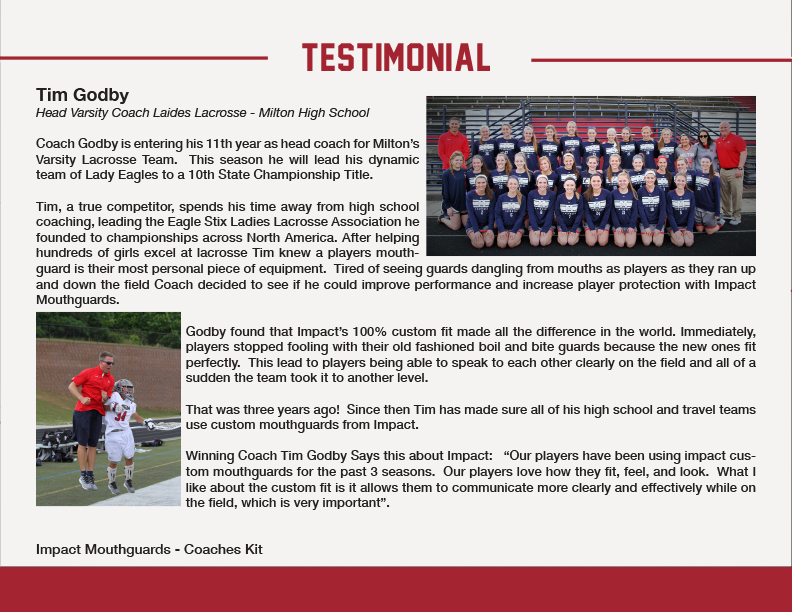 TESTIMONIAL
Tim Godby
Head Varsity Coach Laides Lacrosse - Milton High School
Coach Godby is entering his 11th year as head coach for Milton's
Varsity Lacrosse Team. This season he will lead his dynamic
team of Lady Eagles to a 10th State Championship Title.
Tim, a true competitor, spends his time away from high school
coaching, leading the Eagle Stix Ladies Lacrosse Association he
founded to championships across North America. After helping
hundreds of girls excel at lacrosse Tim knew a players mouth-
guard is their most personal piece of equipment. Tired of seeing guards dangling from mouths as players as they ran up
and down the field Coach decided to see if he could improve performance and increase player protection with Impact
Mouthguards.
Godby found that Impact's 100% custom fit made all the difference in the world. Immediately,
players stopped fooling with their old fashioned boil and bite guards because the new ones fit
perfectly. This lead to players being able to speak to each other clearly on the field and all of a
sudden the team took it to another level.
That was three years ago! Since then Tim has made sure all of his high school and travel teams
use custom mouthguards from Impact.
Winning Coach Tim Godby Says this about Impact: “Our players have been using impact cus-
tom mouthguards for the past 3 seasons. Our players love how they fit, feel, and look. What I
like about the custom fit is it allows them to communicate more clearly and effectively while on
the field, which is very important”.
Impact Mouthguards - Coaches Kit